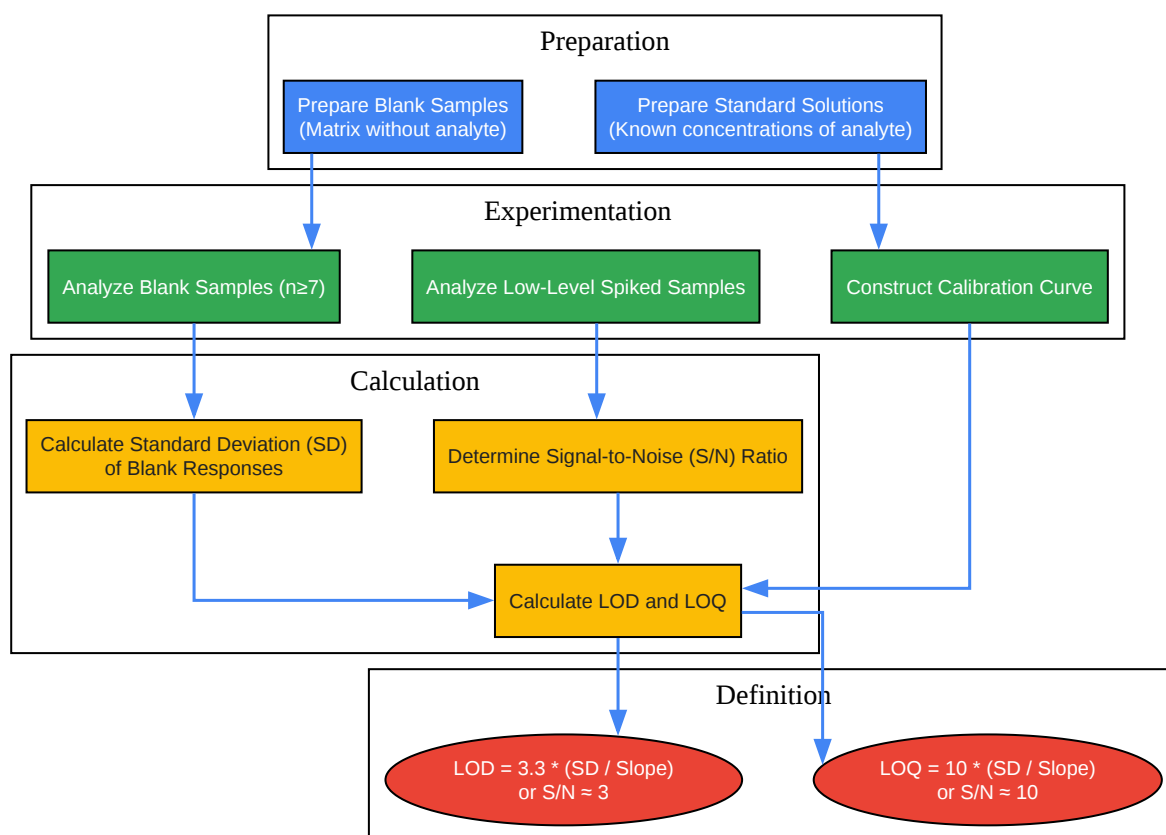 Preparation
Prepare Blank Samples
(Matrix without analyte)
Prepare Standard Solutions
(Known concentrations of analyte)
Experimentation
Analyze Blank Samples (n≥7)
Analyze Low-Level Spiked Samples
Construct Calibration Curve
Calculation
Calculate Standard Deviation (SD)
of Blank Responses
Determine Signal-to-Noise (S/N) Ratio
Calculate LOD and LOQ
Definition
LOD = 3.3 * (SD / Slope)
or S/N ≈ 3
LOQ = 10 * (SD / Slope)
or S/N ≈ 10